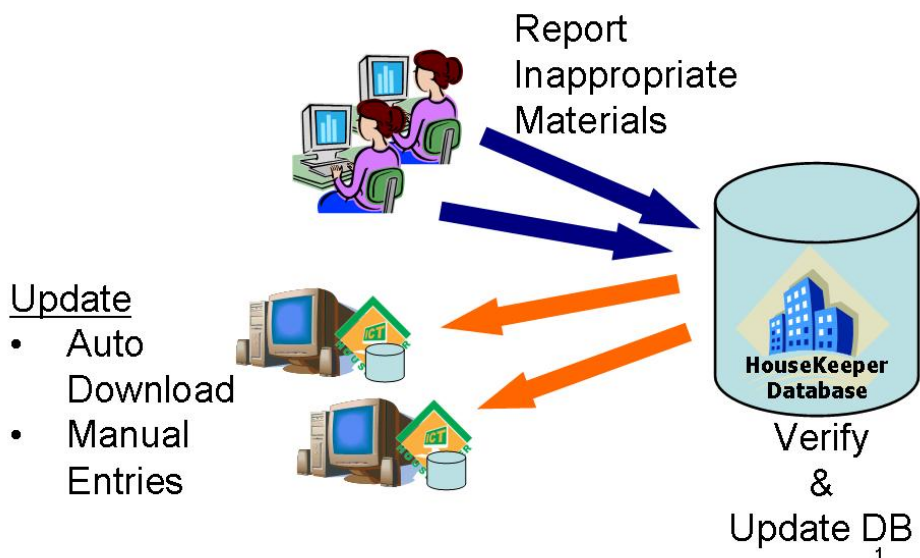 Report
Inappropriate
Materials
Update
• Auto
Download
• Manual
Entries
ICT
ICT
HouseKeeper
Database
Verify
&
Update DB
1